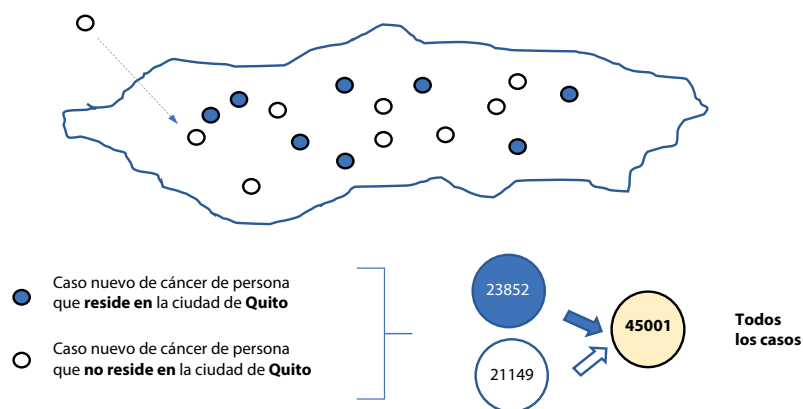 Caso nuevo de cáncer de persona
que reside en la ciudad de Quito
Caso nuevo de cáncer de persona
que no reside en la ciudad de Quito
23852
21149
45001
Todos
los casos